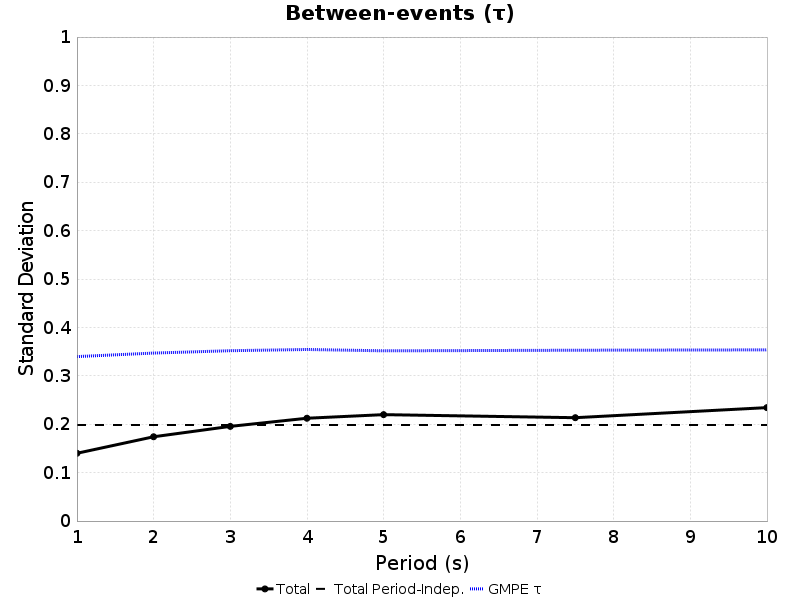 Between-events (τ)
1
0.9
0.8
0.7
0.6
0.5
0.4
0.3
0.2
0.1
0
Standard Deviation
1 2 3 4 5 6 7 8 9 10
Period (s)
Total Total Period-Indep. GMPE τ